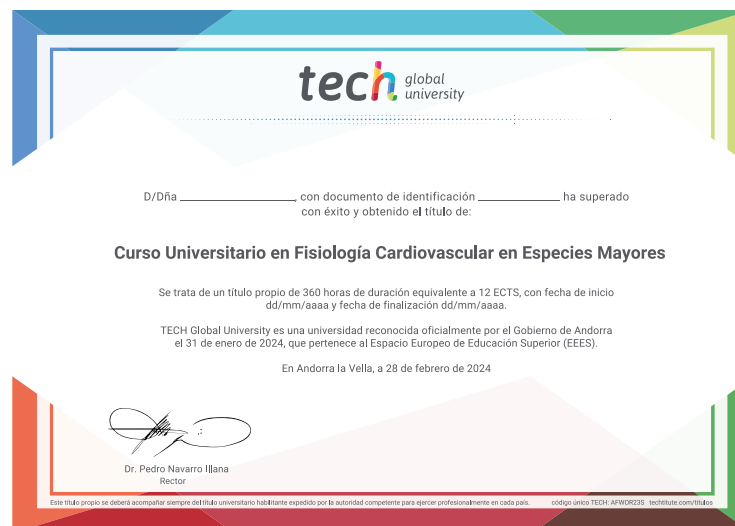 tech global university
D/Dña ____________, con documento de identificación ____________ ha superado
con éxito y obtenido el título de:
Curso Universitario en Fisiología Cardiovascular en Especies Mayores
Se trata de un título propio de 360 horas de duración equivalente a 12 ECTS, con fecha de inicio
dd/mm/aaaa y fecha de finalización dd/mm/aaaa.
TECH Global University es una universidad reconocida oficialmente por el Gobierno de Andorra
el 31 de enero de 2024, que pertenece al Espacio Europeo de Educación Superior (EEES).
En Andorra la Vella, a 28 de febrero de 2024
Dr. Pedro Navarro Illana
Rector
Este título propio se deberá acompañar siempre del título universitario habilitante expedido por la autoridad competente para ejercer profesionalmente en cada país. código único TECH: AFWOR23S techtitute.com/titulos